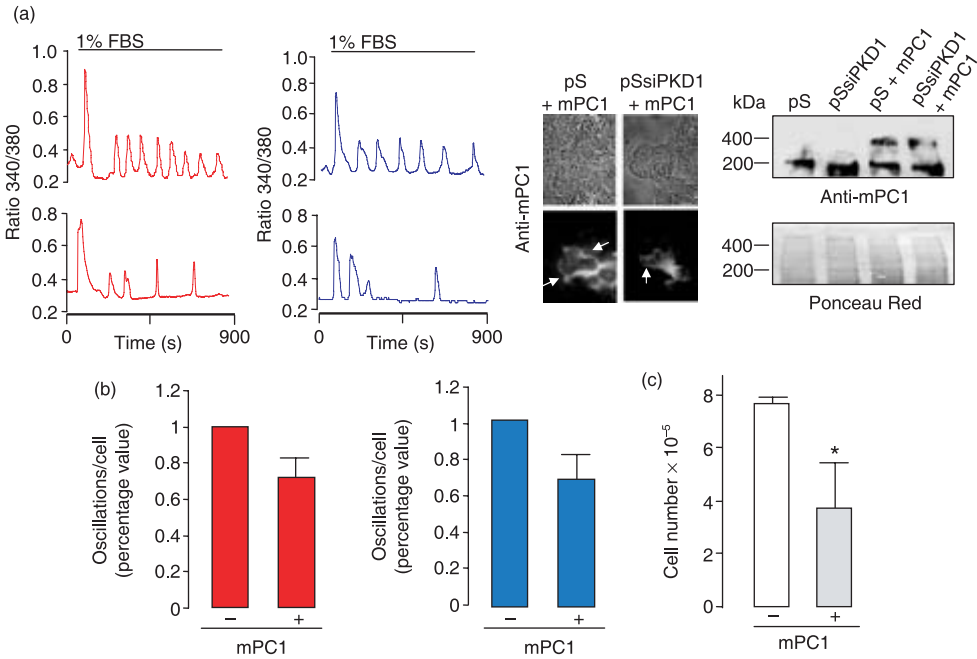 (a)
1% FBS
1.0
0.8
0.6
0.4
0.2
1.0
0.8
0.6
0.4
0.2
Ratio 340/380
0
Time (s)
900
1% FBS
1.0
0.8
0.6
0.4
0.2
1.0
0.8
0.6
0.4
0.2
Ratio 340/380
0
Time (s)
900
pS
+ mPC1
pSsiPKD1
+ mPC1
Anti-mPC1
kDa
pS
pSsiPKD1
pS + mPC1
pSsiPKD1
+ mPC1
400
200
Anti-mPC1
400
200
Ponceau Red
(b)
1.2
1
0.8
0.6
0.4
1.2
0
Oscillations/cell
(percentage value)
− +
mPC1
1.2
1
0.8
0.6
0.4
1.2
0
Oscillations/cell
(percentage value)
− +
mPC1
(c)
8
6
4
2
0
Cell number × 10⁻⁵
*
− +
mPC1